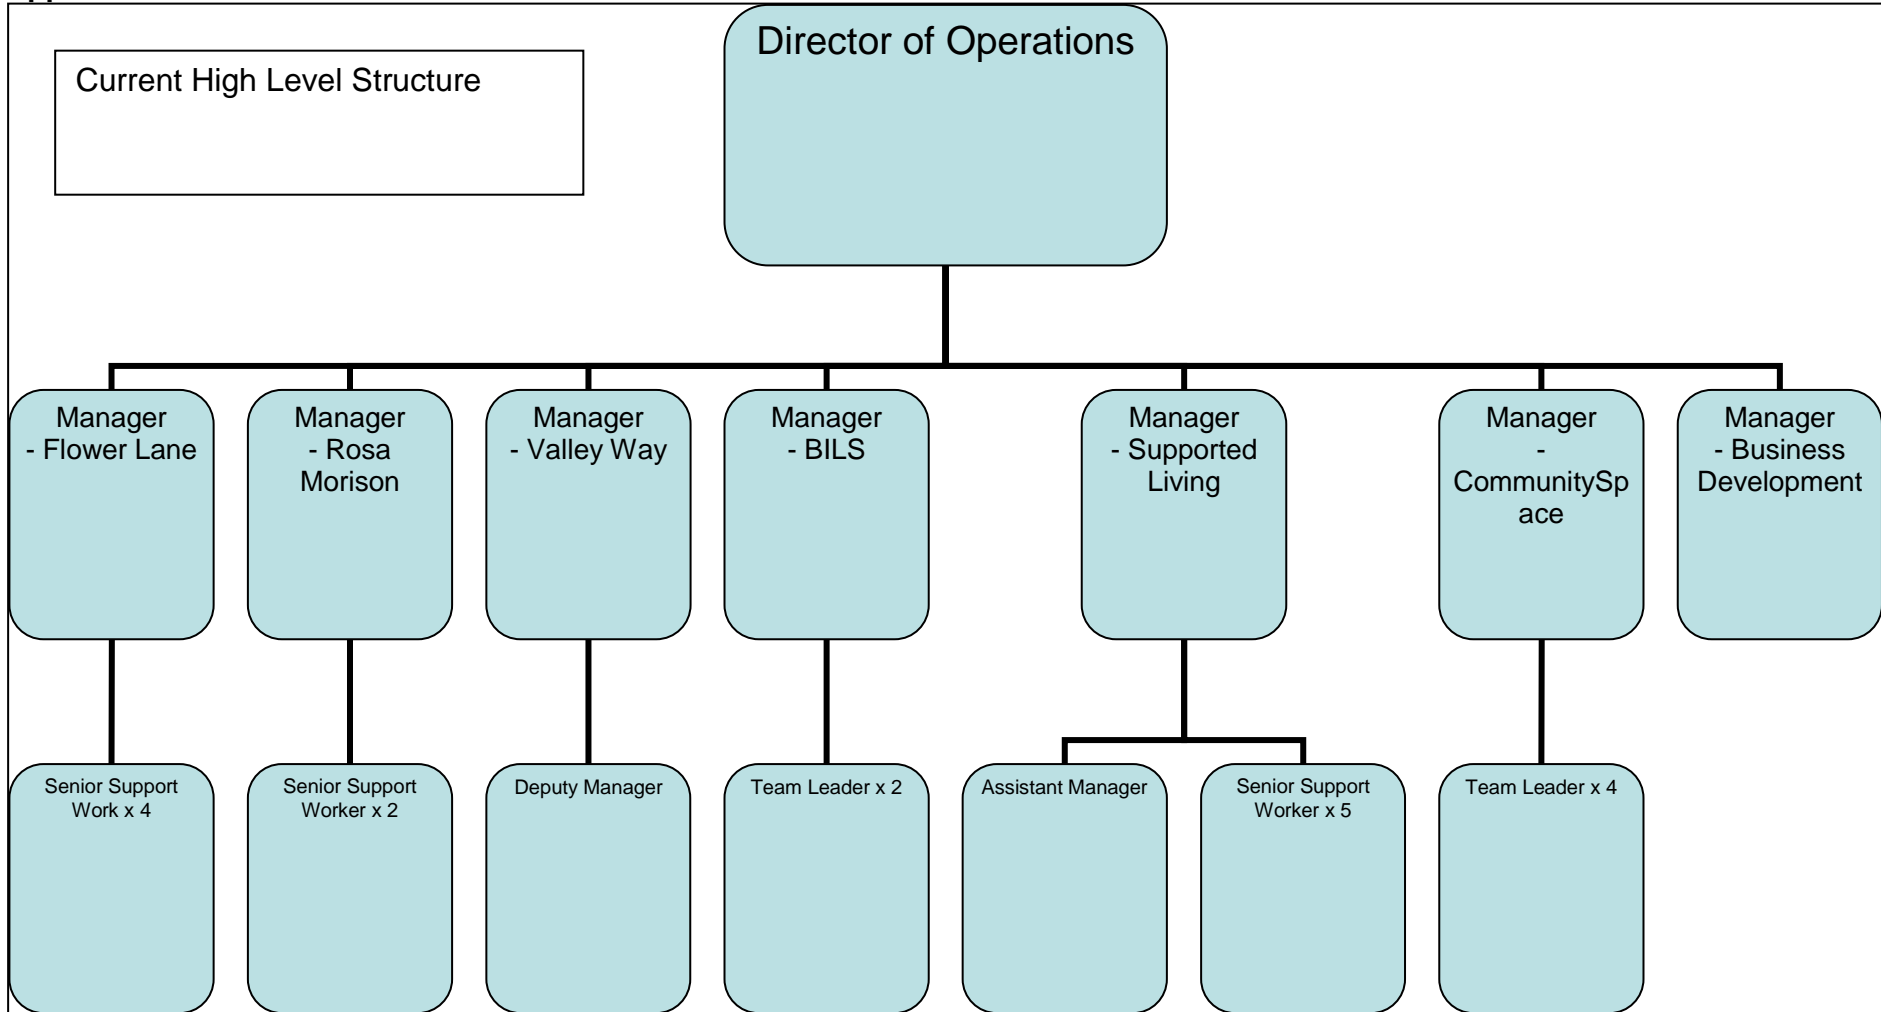 Current High Level Structure
Director of Operations
Manager
- Flower Lane
Manager
- Rosa
Morison
Manager
- Valley Way
Manager
- BILS
Manager
- Supported
Living
Manager
-
CommunitySp
ace
Manager
- Business
Development
Senior Support
Work x 4
Senior Support
Worker x 2
Deputy Manager
Team Leader x 2
Assistant Manager
Senior Support
Worker x 5
Team Leader x 4